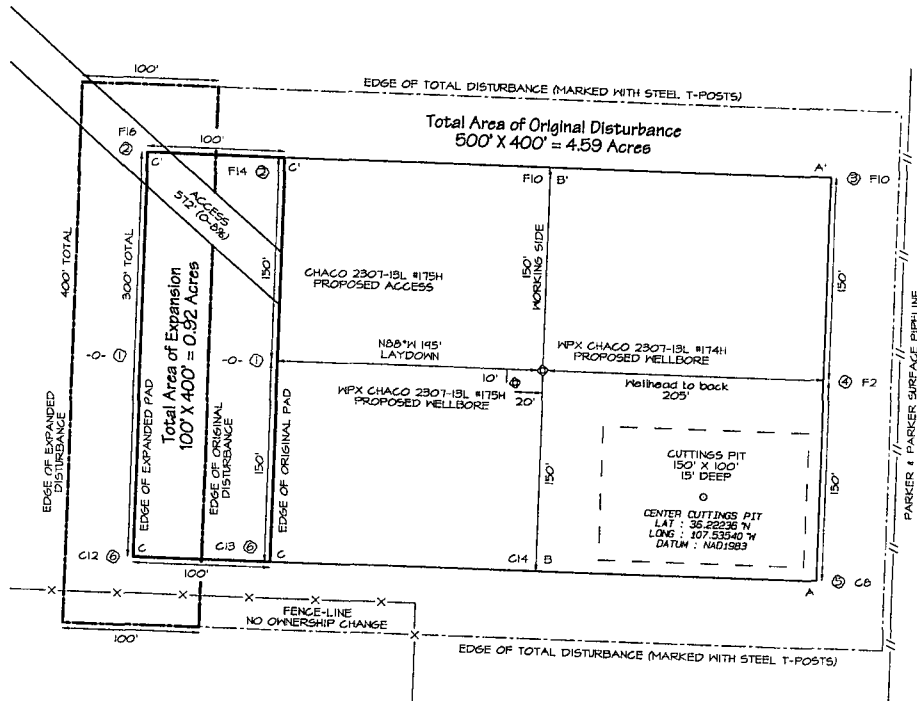 100'
EDGE OF TOTAL DISTURBANCE (MARKED WITH STEEL T-POSTS)
Total Area of Original Disturbance
500' X 400' = 4.59 Acres
F16
②
100'
C'
F14 ②
C'
F10
B'
A'
③ F10
ACCESS
572' (0-8%)
400' TOTAL
300' TOTAL
150'
150'
WORKING SIDE
150'
CHACO 2307-13L #175H
PROPOSED ACCESS
Total Area of Expansion
100' X 400' = 0.92 Acres
-0- ①
-0- ①
N88°W 195'
LAYDOWN
WPX CHACO 2307-13L #174H
PROPOSED WELLBORE
10'
20'
WPX CHACO 2307-13L #175H
PROPOSED WELLBORE
Wellhead to back
205'
④ F2
PARKER & PARKER SURFACE PIPELINE
EDGE OF EXPANDED
DISTURBANCE
EDGE OF EXPANDED PAD
EDGE OF ORIGINAL
DISTURBANCE
EDGE OF ORIGINAL PAD
150'
150'
150'
CUTTINGS PIT
150' X 100'
15' DEEP
CENTER CUTTINGS PIT
LAT : 36.22236 °N
LONG : 107.53540 °W
DATUM : NAD1983
C12 ⑥
C
C13 ⑥
C
C14
B
A
⑤ C8
100'
FENCE-LINE
NO OWNERSHIP CHANGE
100'
EDGE OF TOTAL DISTURBANCE (MARKED WITH STEEL T-POSTS)